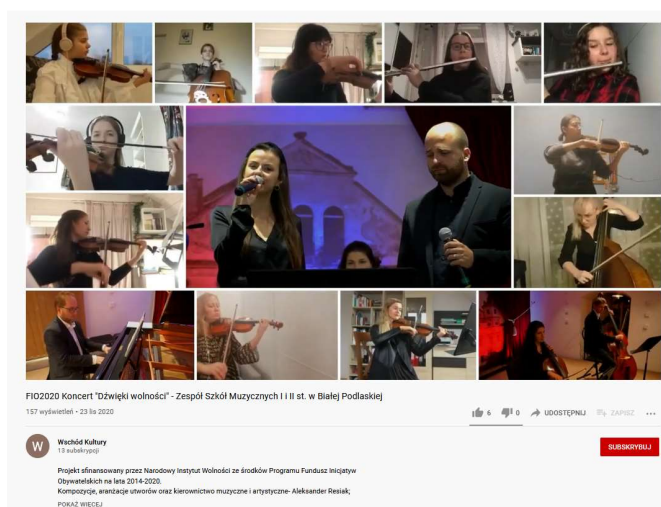 FIO2020 Koncert "Dźwięki wolności" - Zespół Szkół Muzycznych I i II st. w Białej Podlaskiej
157 wyświetleń • 23 lis 2020
6
0
UDOSTĘPNIJ
ZAPISZ
W
Wschód Kultury
13 subskrypcji
SUBSKRYBUJ
Projekt sfinansowany przez Narodowy Instytut Wolności ze środków Programu Fundusz Inicjatyw
Obywatelskich na lata 2014-2020.
Kompozycje, aranżacje utworów oraz kierownictwo muzyczne i artystyczne- Aleksander Resiak;
POKAŻ WIĘCEJ